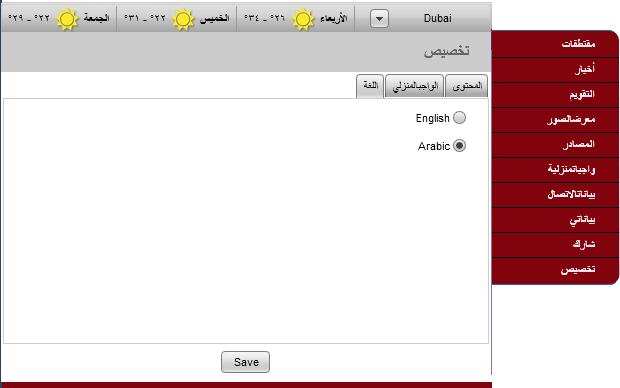 Dubai
الأربعاء ٢٦° - ٣٤°
الخميس ٢٢° - ٣١°
الجمعة ٢٢° - ٢٩°
تخصيص
المحتوى
الواجبالمنزلي
اللغة
English
Arabic
Save
مقتطفات
أخبار
التقويم
معرضالصور
المصادر
واجباتمنزلية
بياناتالاتصال
بياناتي
شارك
تخصيص